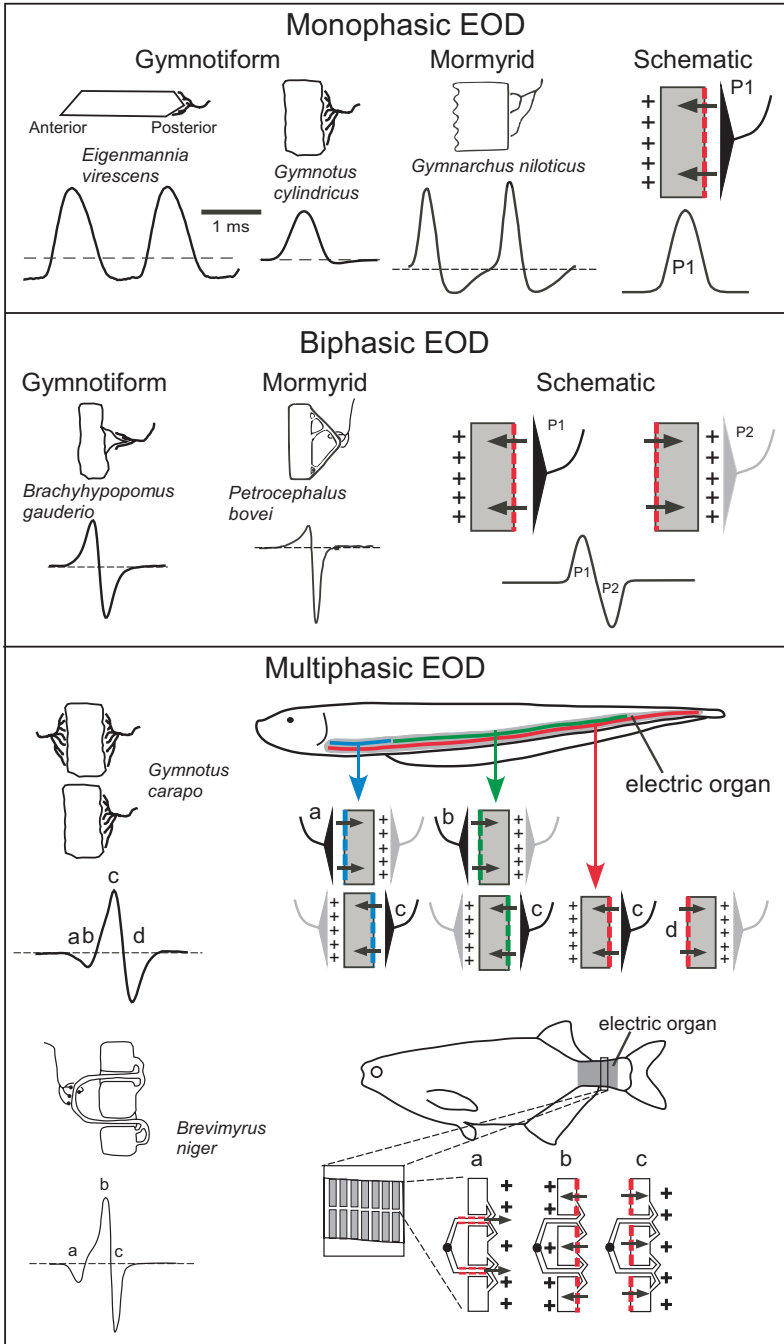 Monophasic EOD
Gymnotiform
Mormyrid
Schematic
Anterior
Posterior
Eigenmannia
virescens
Gymnotus
cylindricus
Gymnarchus niloticus
1 ms
P1
+
+
+
+
+
P1
Biphasic EOD
Gymnotiform
Mormyrid
Schematic
Brachyhypopomus
gauderio
Petrocephalus
bovei
P1
P2
+ +
+ +
+ +
+ +
+ +
P1
P2
Multiphasic EOD
Gymnotus
carapo
electric organ
a
b
+ +
+ +
+ +
+ +
+ +
c
c
c
d
+ + + +
+ + + +
+ + + +
+ + + +
+ + + +
c
ab
d
Brevimyrus
niger
electric organ
b
a
c
a
b
c
+ + +
+ + +
+ + +
+ + +
+ + +